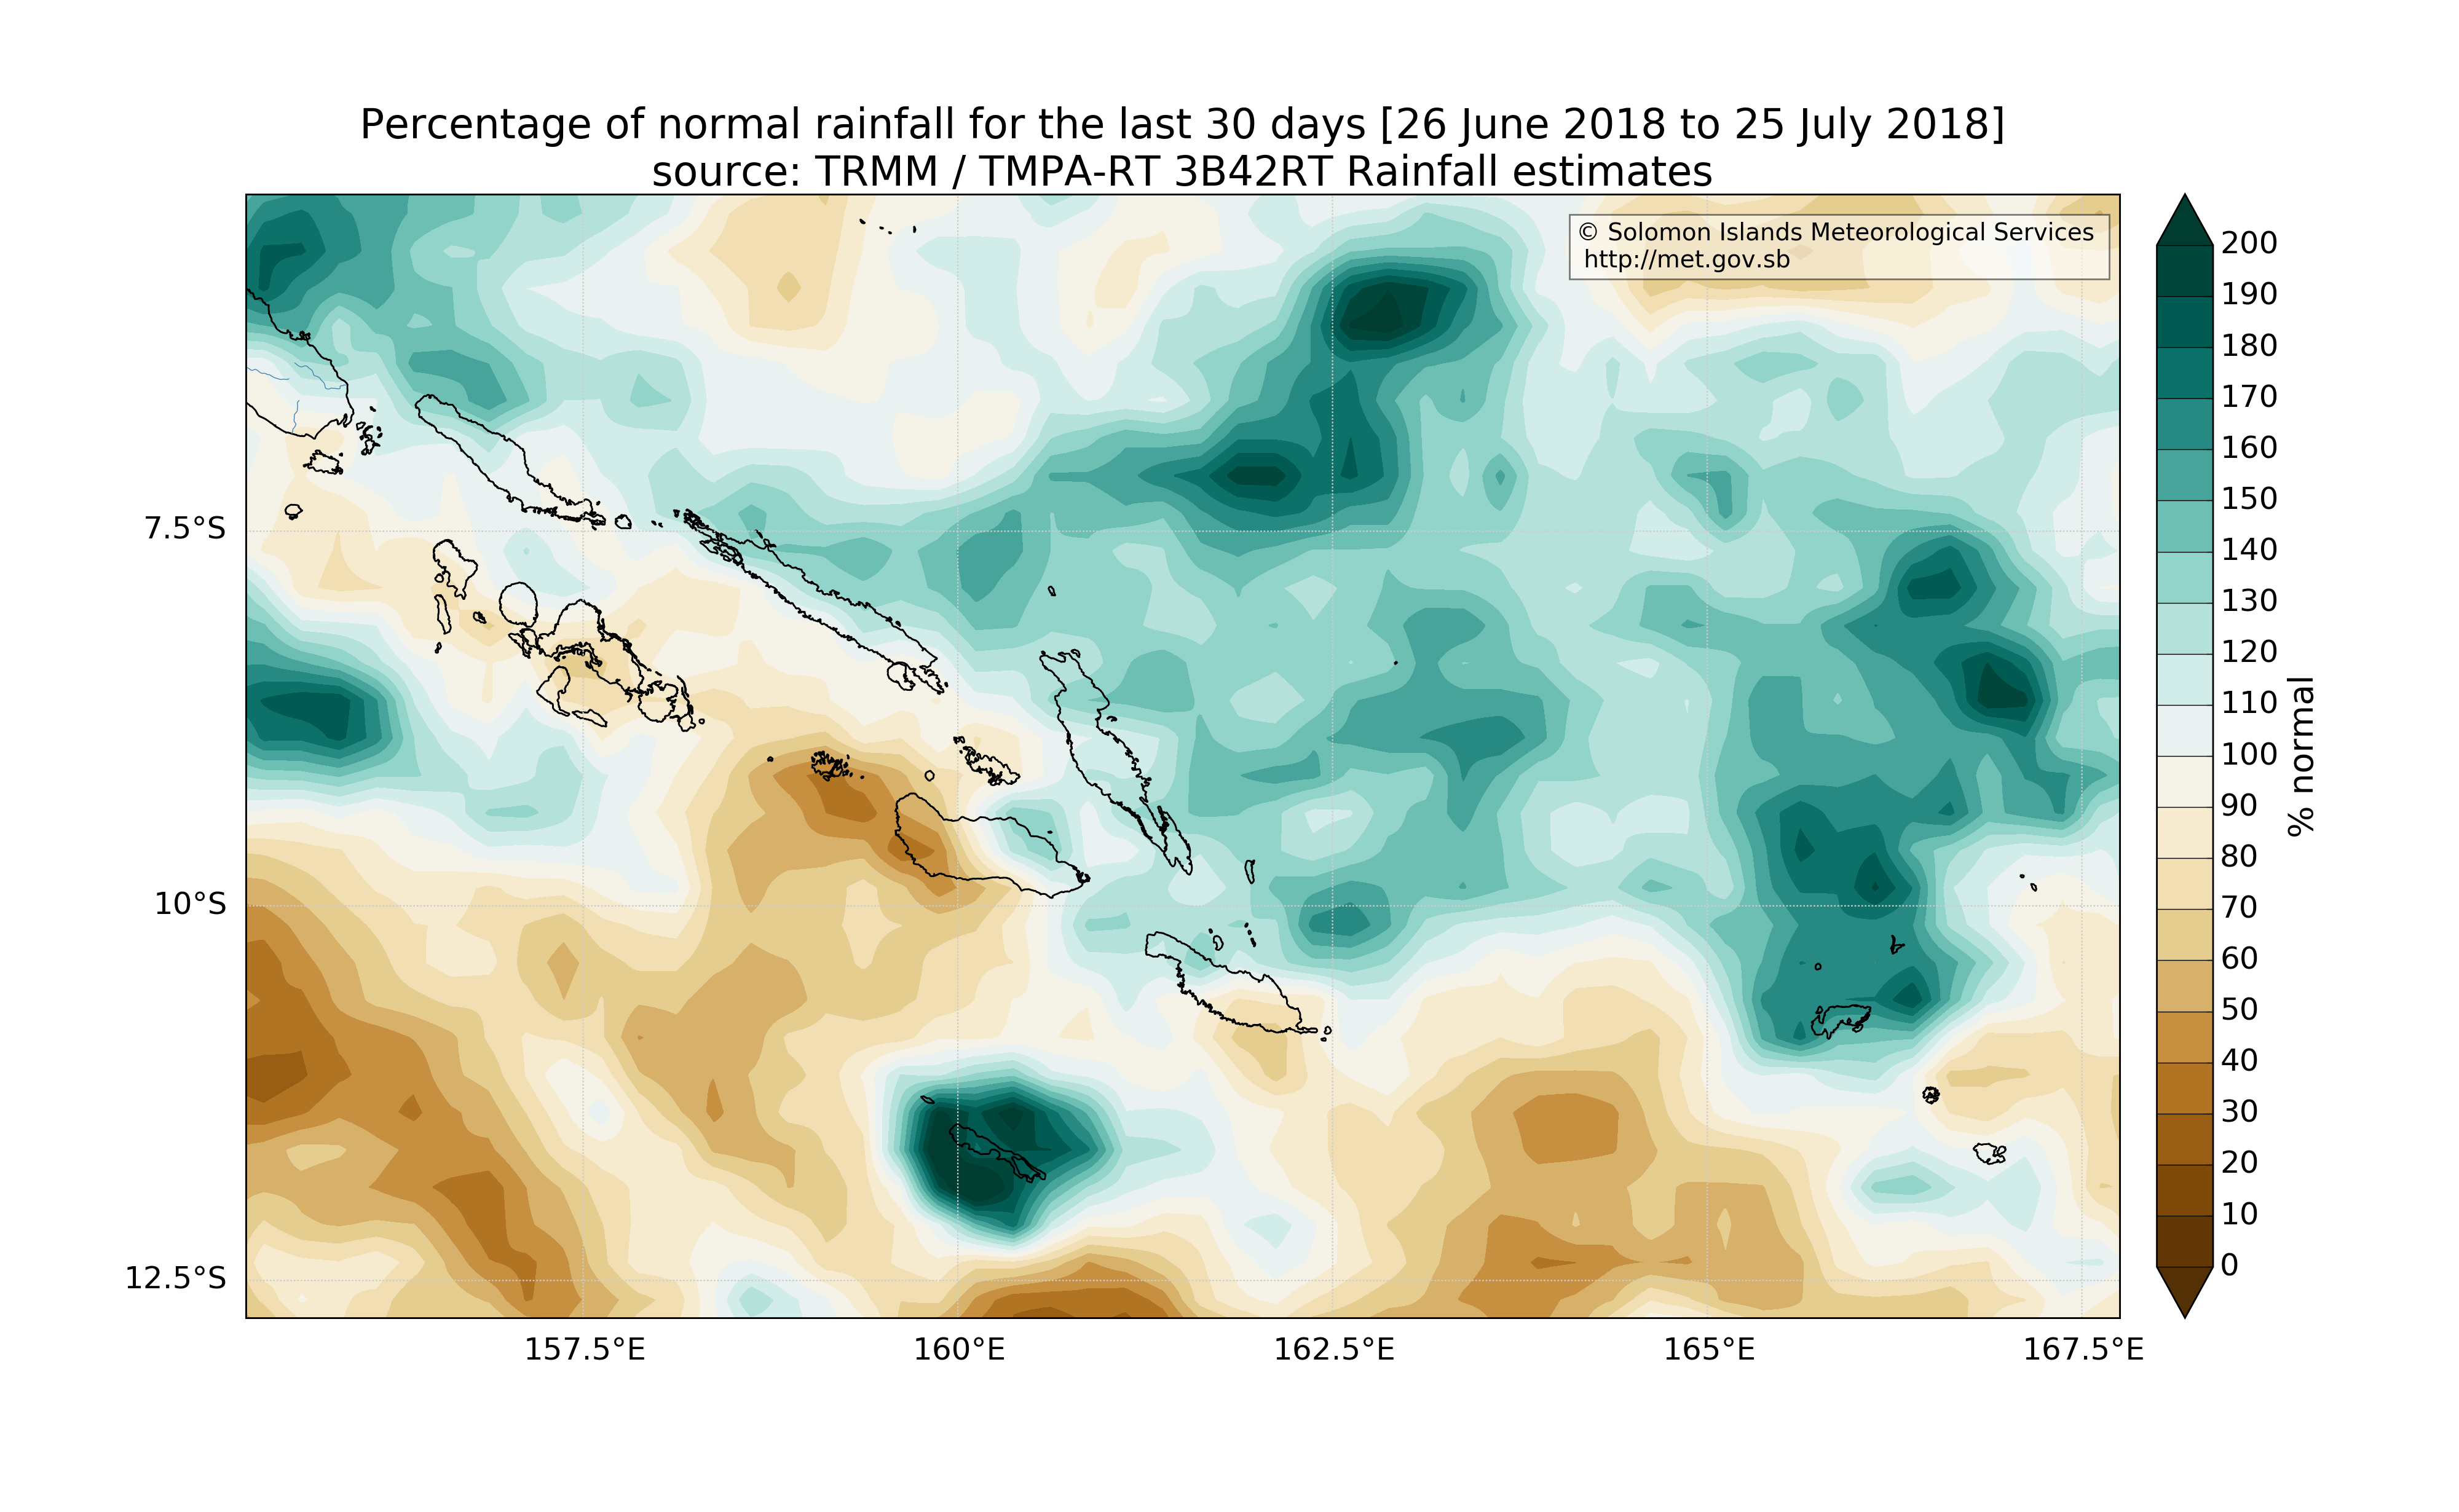 Percentage of normal rainfall for the last 30 days [26 June 2018 to 25 July 2018]
source: TRMM / TMPA-RT 3B42RT Rainfall estimates
© Solomon Islands Meteorological Services
http://met.gov.sb
7.5°S
10°S
12.5°S
157.5°E
160°E
162.5°E
165°E
167.5°E
200
190
180
170
160
150
140
130
120
110
100
90
80
70
60
50
40
30
20
10
0
% normal